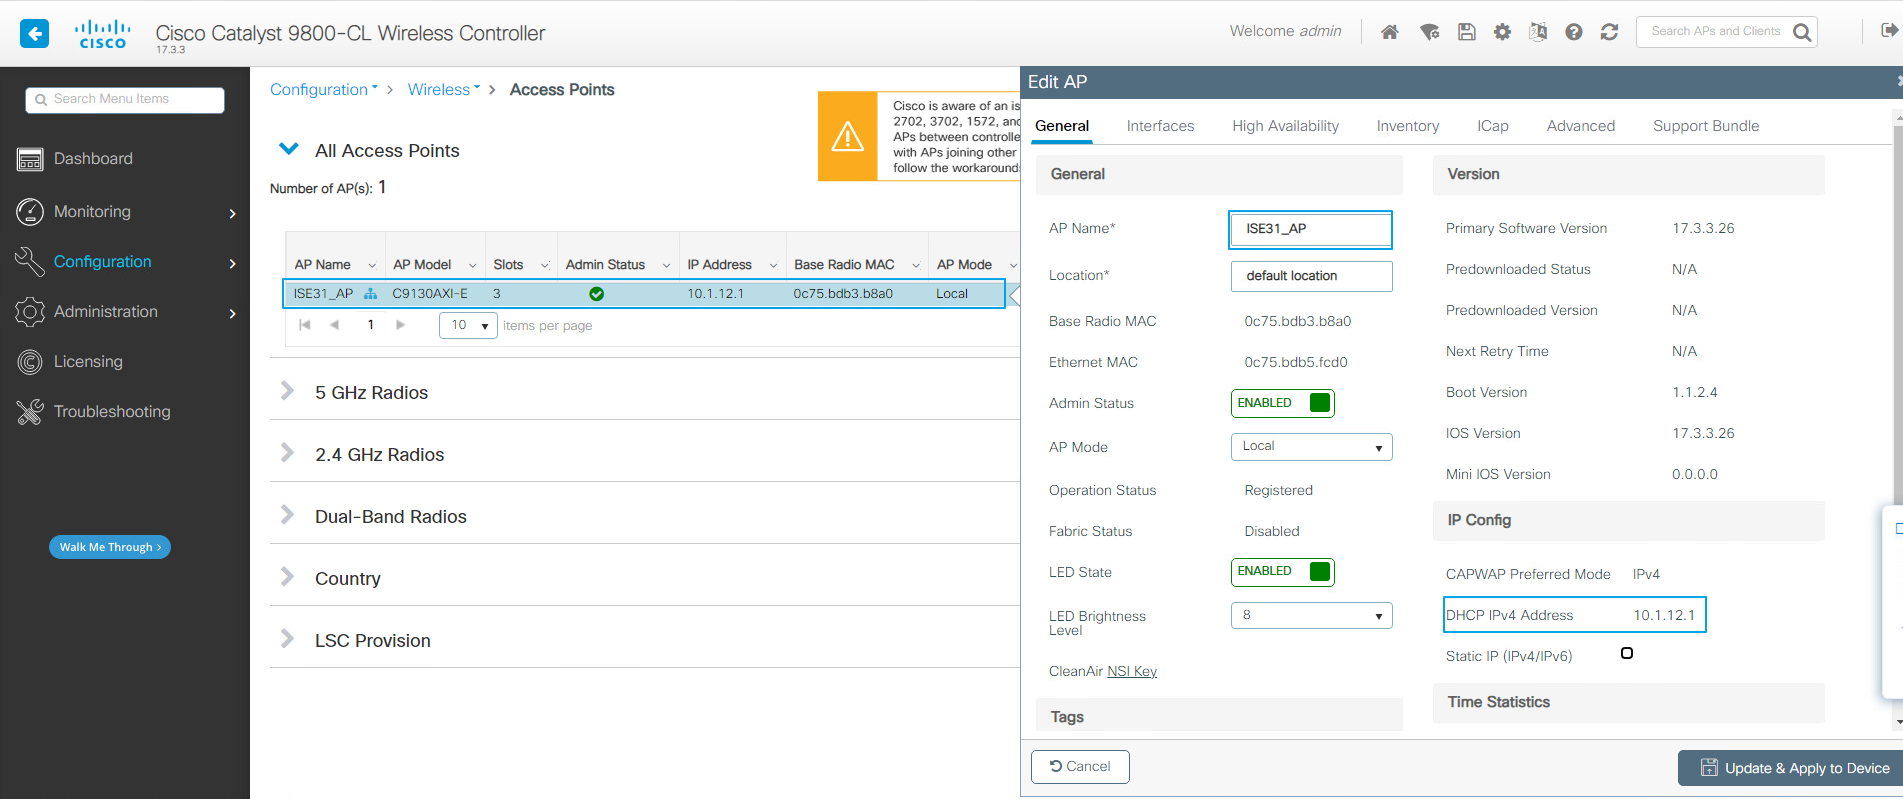 cisco
Cisco Catalyst 9800-CL Wireless Controller
17.3.3
Welcome admin
Search APs and Clients
Search Menu Items
Dashboard
Monitoring
Configuration
Administration
Licensing
Troubleshooting
Walk Me Through >
Configuration > Wireless > Access Points
Cisco is aware of an is
2702, 3702, 1572, and
APs between controlle
with APs joining other
follow the workaround
All Access Points
Number of AP(s): 1
AP Name AP Model Slots Admin Status IP Address Base Radio MAC AP Mode
ISE31_AP C9130AXI-E 3 10.1.12.1 0c75.bdb3.b8a0 Local
1 10 items per page
5 GHz Radios
2.4 GHz Radios
Dual-Band Radios
Country
LSC Provision
Edit AP
General Interfaces High Availability Inventory ICap Advanced Support Bundle
General
AP Name* ISE31_AP
Location* default location
Base Radio MAC 0c75.bdb3.b8a0
Ethernet MAC 0c75.bdb5.fcd0
Admin Status ENABLED
AP Mode Local
Operation Status Registered
Fabric Status Disabled
LED State ENABLED
LED Brightness Level 8
CleanAir NSI Key
Tags
Version
Primary Software Version 17.3.3.26
Predownloaded Status N/A
Predownloaded Version N/A
Next Retry Time N/A
Boot Version 1.1.2.4
IOS Version 17.3.3.26
Mini IOS Version 0.0.0.0
IP Config
CAPWAP Preferred Mode IPv4
DHCP IPv4 Address 10.1.12.1
Static IP (IPv4/IPv6)
Time Statistics
Cancel
Update & Apply to Device